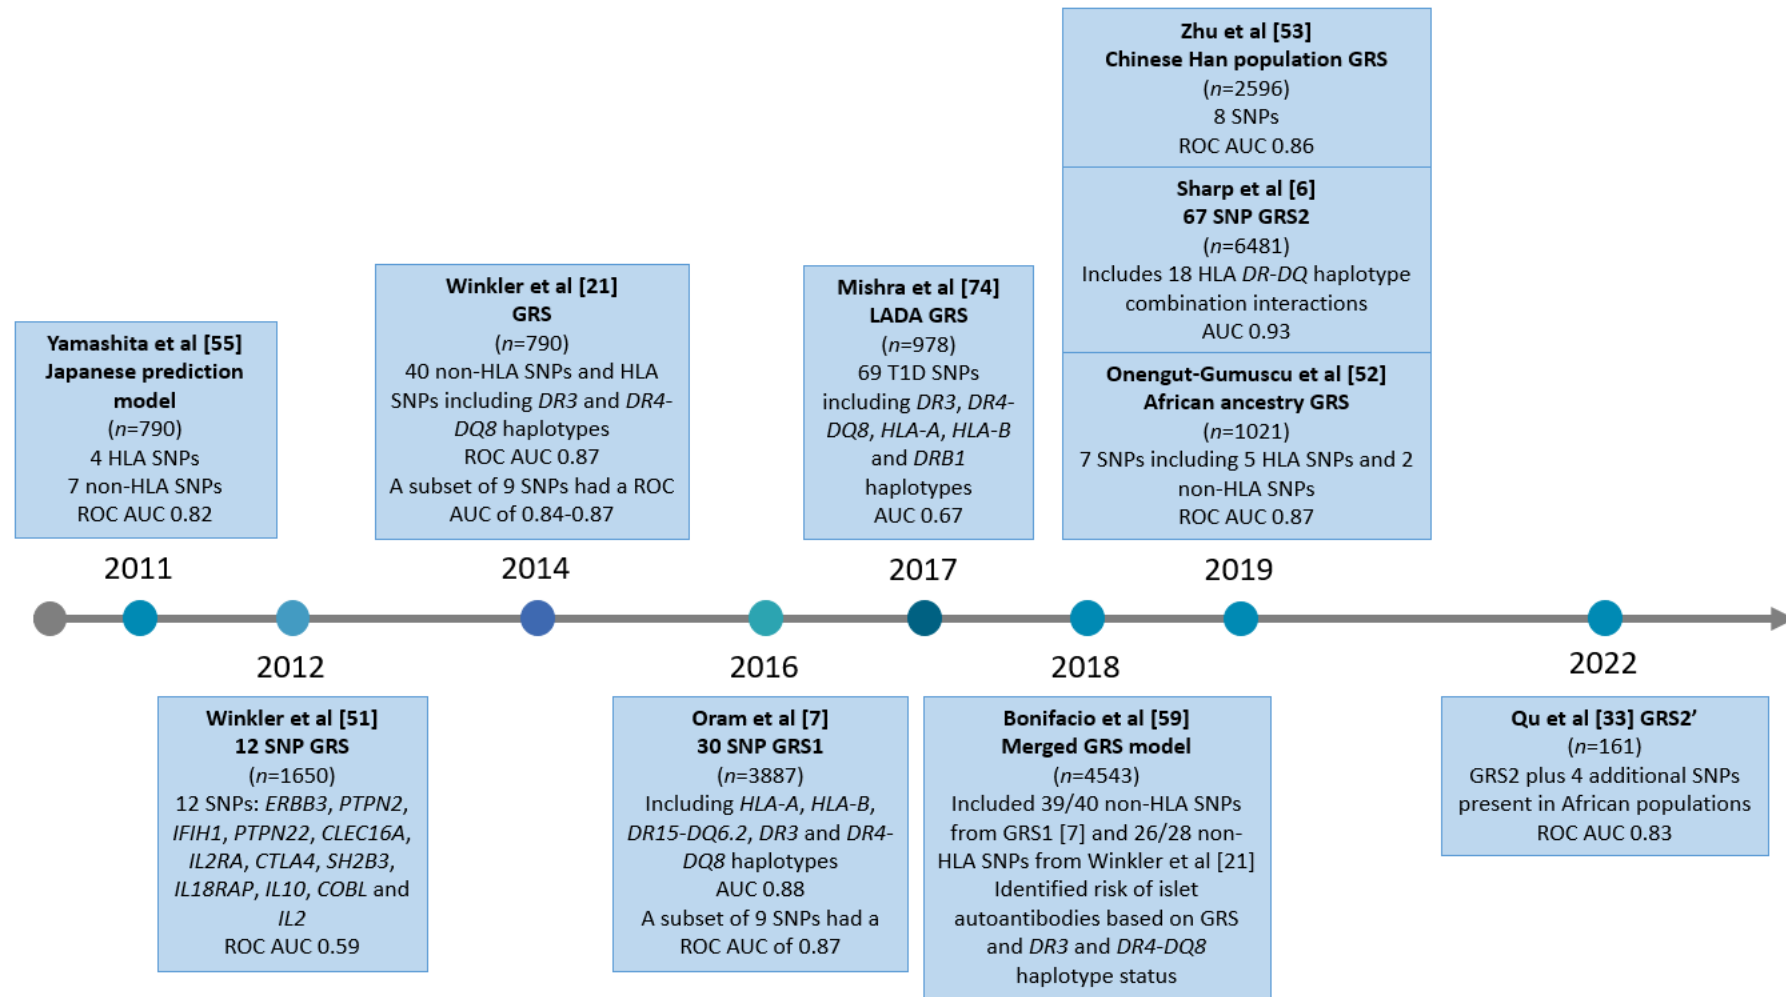 Yamashita et al [55]
Japanese prediction
model
(n=790)
4 HLA SNPs
7 non-HLA SNPs
ROC AUC 0.82
2011
Winkler et al [51]
12 SNP GRS
(n=1650)
12 SNPs: ERBB3, PTPN2,
IFIH1, PTPN22, CLEC16A,
IL2RA, CTLA4, SH2B3,
IL18RAP, IL10, COBL and
IL2
ROC AUC 0.59
2012
Winkler et al [21]
GRS
(n=790)
40 non-HLA SNPs and HLA
SNPs including DR3 and DR4-
DQ8 haplotypes
ROC AUC 0.87
A subset of 9 SNPs had a ROC
AUC of 0.84-0.87
2014
2016
Oram et al [7]
30 SNP GRS1
(n=3887)
Including HLA-A, HLA-B,
DR15-DQ6.2, DR3 and DR4-
DQ8 haplotypes
AUC 0.88
A subset of 9 SNPs had a
ROC AUC of 0.87
Mishra et al [74]
LADA GRS
(n=978)
69 T1D SNPs
including DR3, DR4-
DQ8, HLA-A, HLA-B
and DRB1
haplotypes
AUC 0.67
2017
2018
Bonifacio et al [59]
Merged GRS model
(n=4543)
Included 39/40 non-HLA SNPs
from GRS1 [7] and 26/28 non-
HLA SNPs from Winkler et al [21]
Identified risk of islet
autoantibodies based on GRS
and DR3 and DR4-DQ8
haplotype status
Zhu et al [53]
Chinese Han population GRS
(n=2596)
8 SNPs
ROC AUC 0.86
Sharp et al [6]
67 SNP GRS2
(n=6481)
Includes 18 HLA DR-DQ haplotype
combination interactions
AUC 0.93
Onengut-Gumuscu et al [52]
African ancestry GRS
(n=1021)
7 SNPs including 5 HLA SNPs and 2
non-HLA SNPs
ROC AUC 0.87
2019
2022
Qu et al [33] GRS2’
(n=161)
GRS2 plus 4 additional SNPs
present in African populations
ROC AUC 0.83